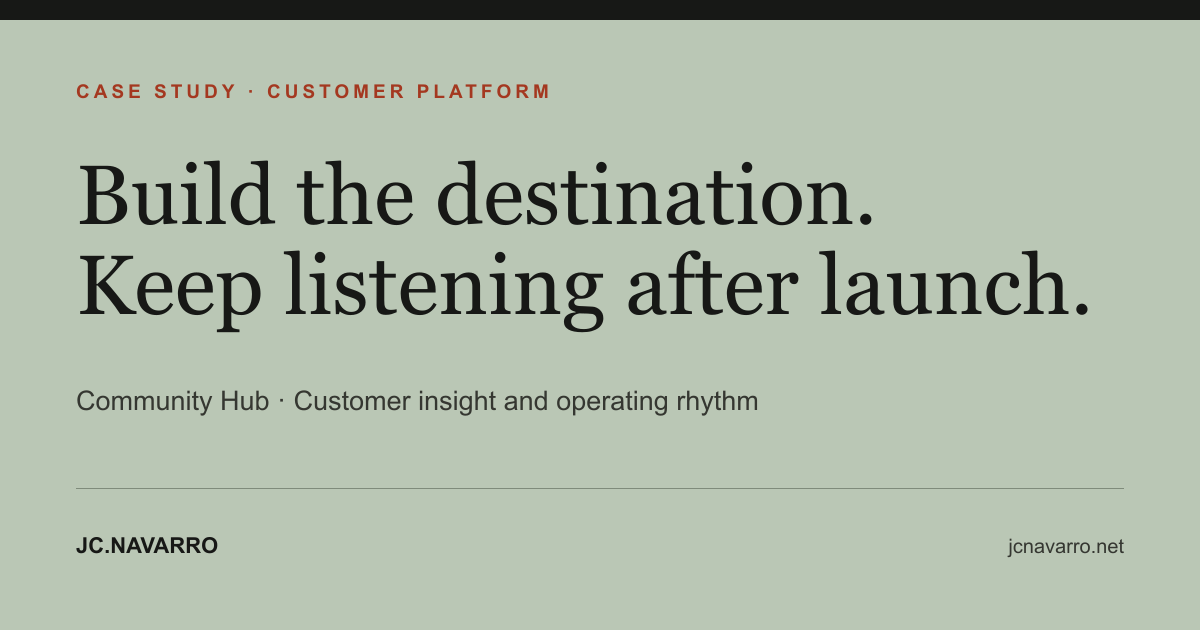 CASE STUDY · CUSTOMER PLATFORM
Build the destination.
Keep listening after launch.
Community Hub · Customer insight and operating rhythm
JC.NAVARRO
jcnavarro.net